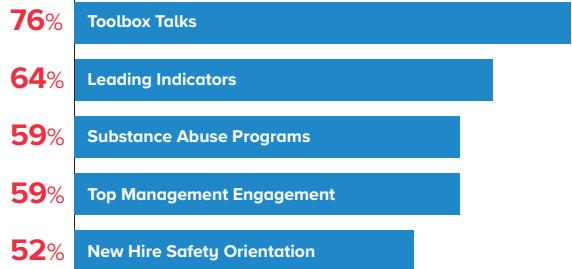 76% Toolbox Talks
64% Leading Indicators
59% Substance Abuse Programs
59% Top Management Engagement
52% New Hire Safety Orientation